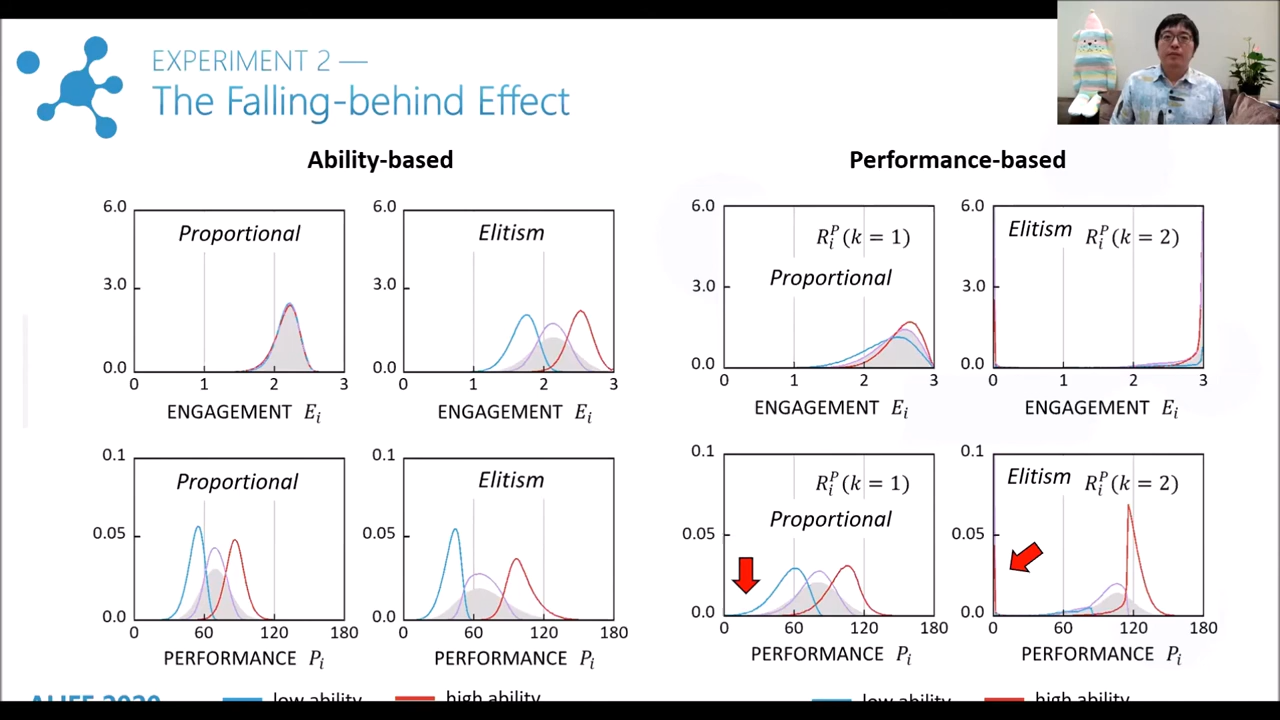 EXPERIMENT 2 —
The Falling-behind Effect
Ability-based
Performance-based
6.0
Proportional
3.0
0.0
0 1 2 3
ENGAGEMENT Eᵢ
6.0
Elitism
3.0
0.0
0 1 2 3
ENGAGEMENT Eᵢ
6.0
Rᵢᴾ(k = 1)
Proportional
3.0
0.0
0 1 2 3
ENGAGEMENT Eᵢ
6.0
Elitism Rᵢᴾ(k = 2)
3.0
0.0
0 1 2 3
ENGAGEMENT Eᵢ
0.1
Proportional
0.05
0.0
0 60 120 180
PERFORMANCE Pᵢ
0.1
Elitism
0.05
0.0
0 60 120 180
PERFORMANCE Pᵢ
0.1
Rᵢᴾ(k = 1)
Proportional
0.05
0.0
0 60 120 180
PERFORMANCE Pᵢ
0.1
Elitism Rᵢᴾ(k = 2)
0.05
0.0
0 60 120 180
PERFORMANCE Pᵢ
ALIFE 2020
low ability high ability
low ability high ability